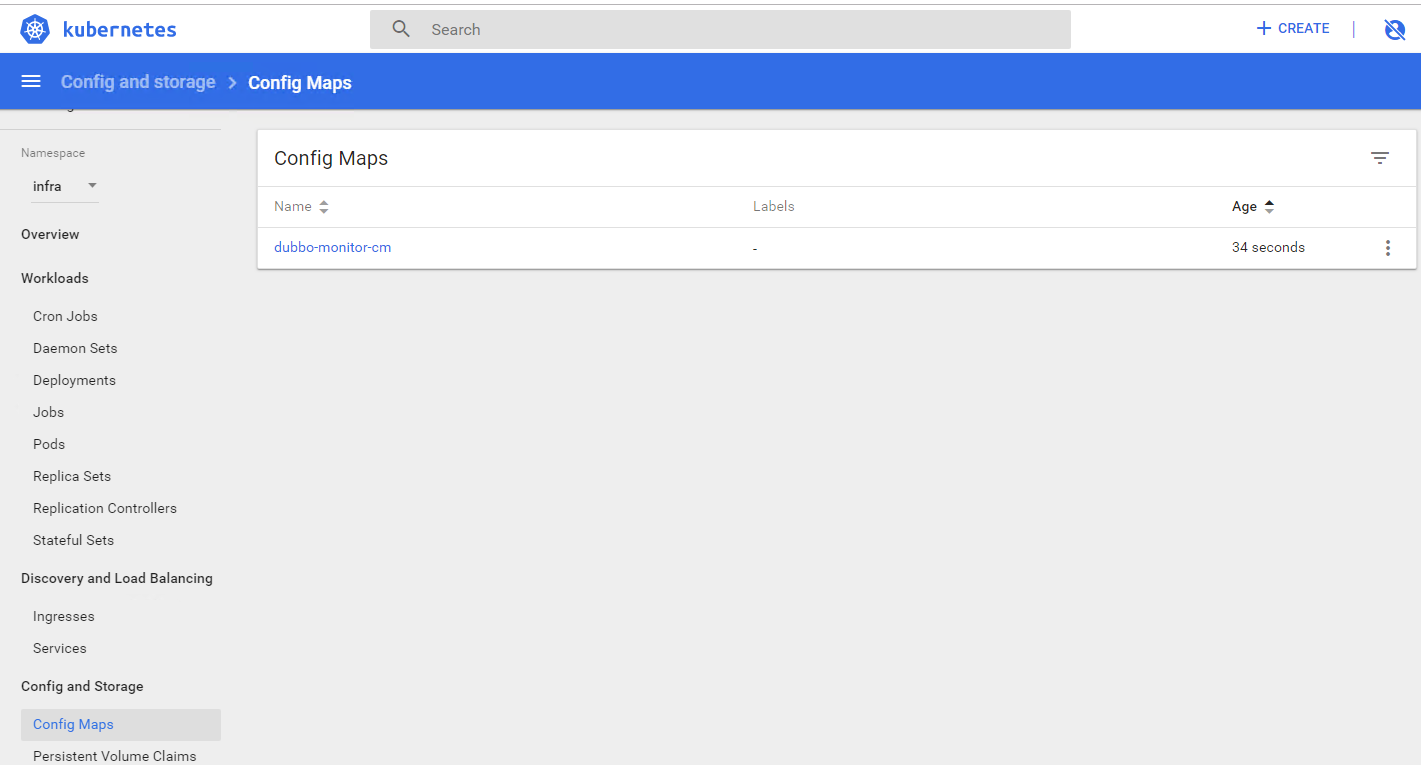 kubernetes
Search
CREATE
Config and storage > Config Maps
Namespace
infra
Overview
Workloads
Cron Jobs
Daemon Sets
Deployments
Jobs
Pods
Replica Sets
Replication Controllers
Stateful Sets
Discovery and Load Balancing
Ingresses
Services
Config and Storage
Config Maps
Persistent Volume Claims
Config Maps
Name Labels Age
dubbo-monitor-cm - 34 seconds